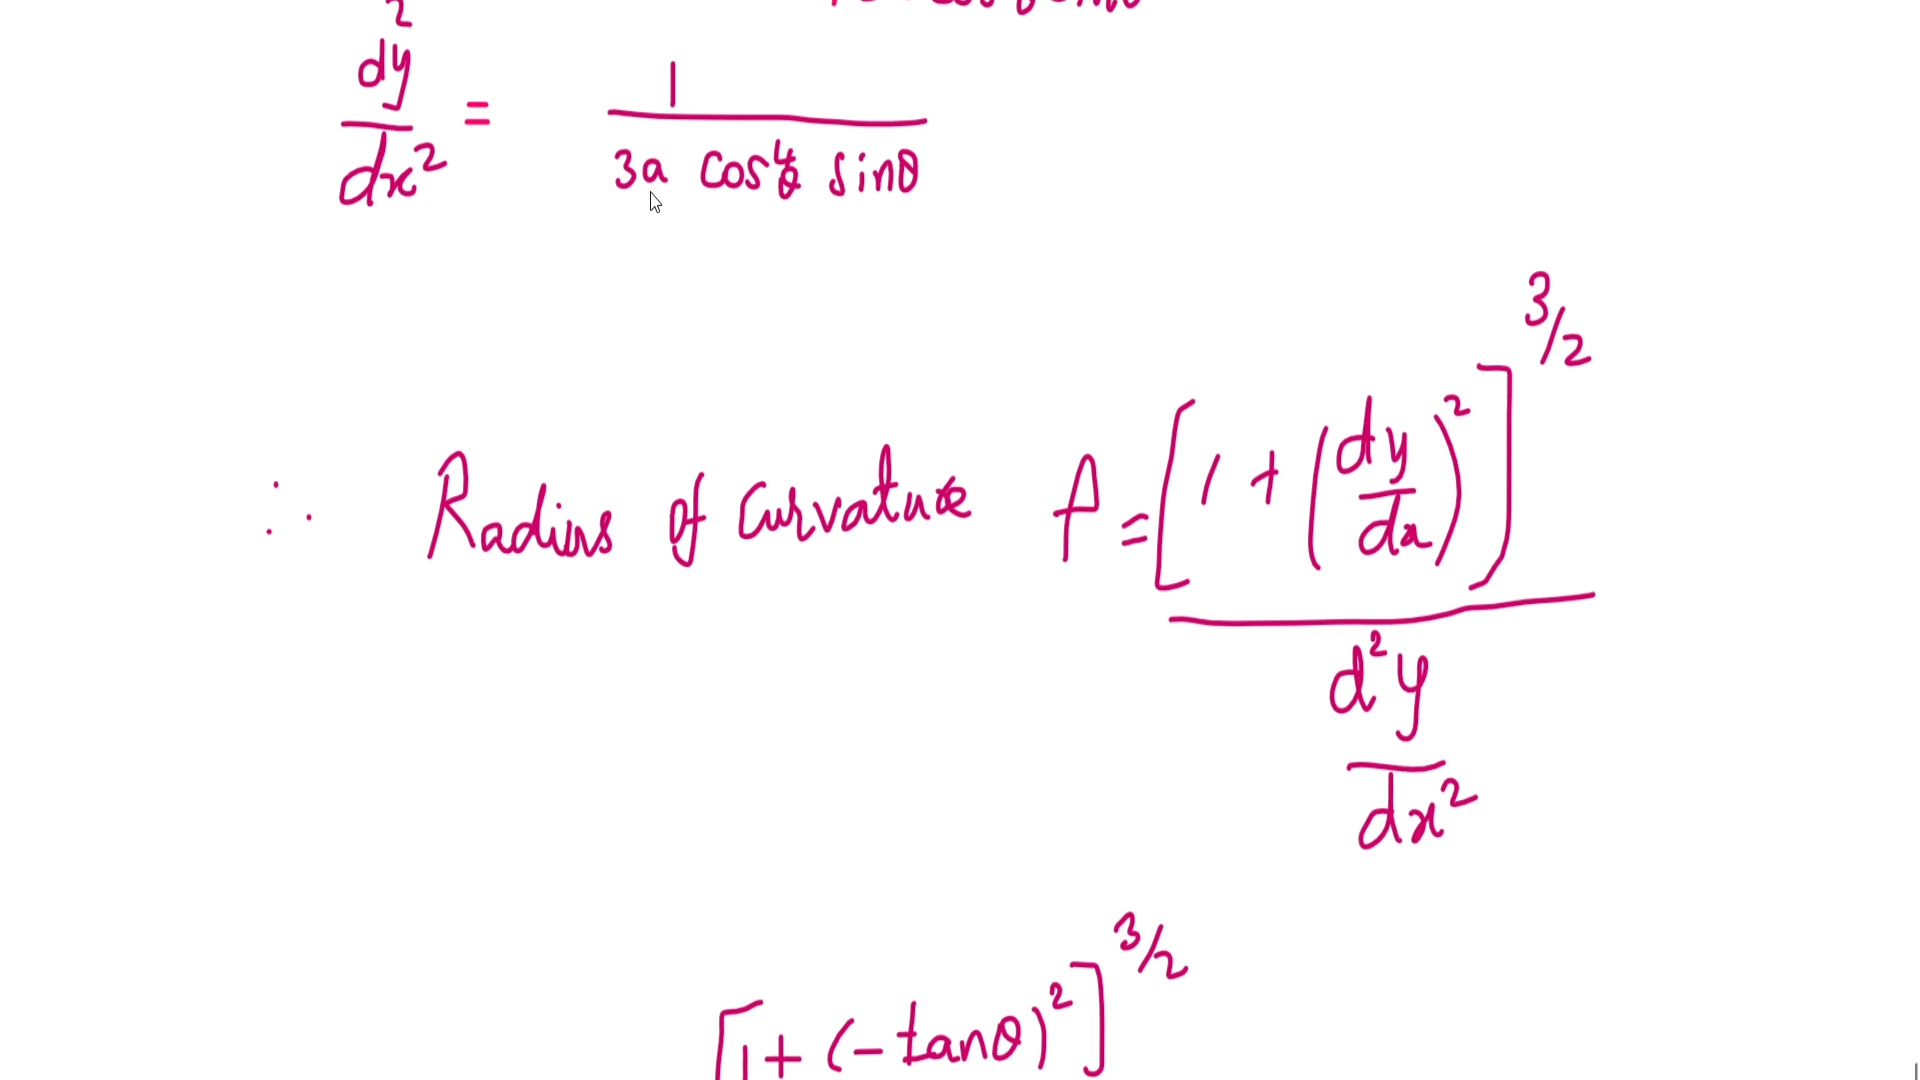 d²y/dx² = 1/(3a cos⁴θ sinθ)
∴ Radius of Curvature ρ = [1 + (dy/dx)²]^3/2 / (d²y/dx²)
[1 + (-tanθ)²]^3/2